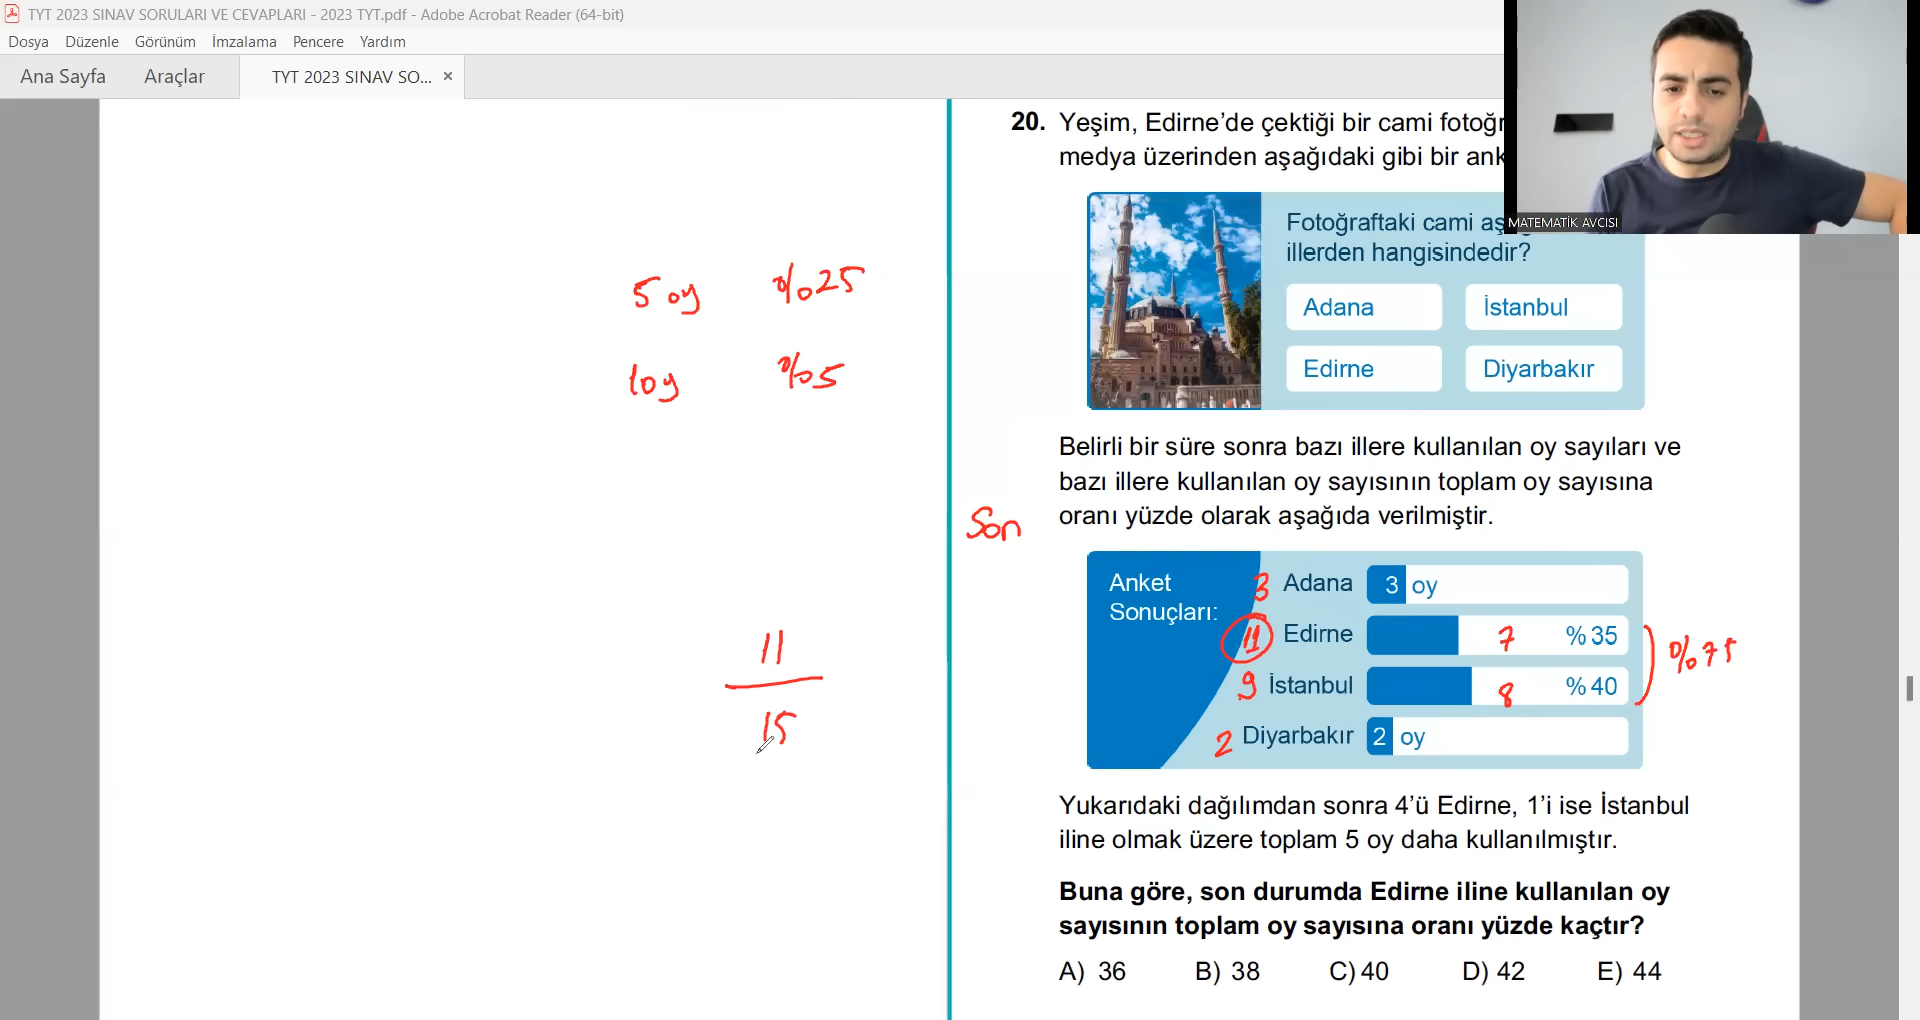 TYT 2023 SINAV SORULARI VE CEVAPLARI - 2023 TYT.pdf - Adobe Acrobat Reader (64-bit)
Dosya Düzenle Görünüm İmzalama Pencere Yardım
Ana Sayfa Araçlar TYT 2023 SINAV SO... ×
MATEMATİK AVCISI
5 oy %25
1 oy %5
11
15
20. Yeşim, Edirne’de çektiği bir cami
medya üzerinden aşağıdaki gibi bir
Fotoğraftaki cami
illerden hangisindedir?
Adana İstanbul
Edirne Diyarbakır
Belirli bir süre sonra bazı illere kullanılan oy sayıları ve
bazı illere kullanılan oy sayısının toplam oy sayısına
oranı yüzde olarak aşağıda verilmiştir.
Son
Anket
Sonuçları:
3 Adana 3 oy
11 Edirne 7 %35
9 İstanbul 8 %40
%75
2 Diyarbakır 2 oy
Yukarıdaki dağılımdan sonra 4’ü Edirne, 1’i ise İstanbul
iline olmak üzere toplam 5 oy daha kullanılmıştır.
Buna göre, son durumda Edirne iline kullanılan oy
sayısının toplam oy sayısına oranı yüzde kaçtır?
A) 36 B) 38 C) 40 D) 42 E) 44